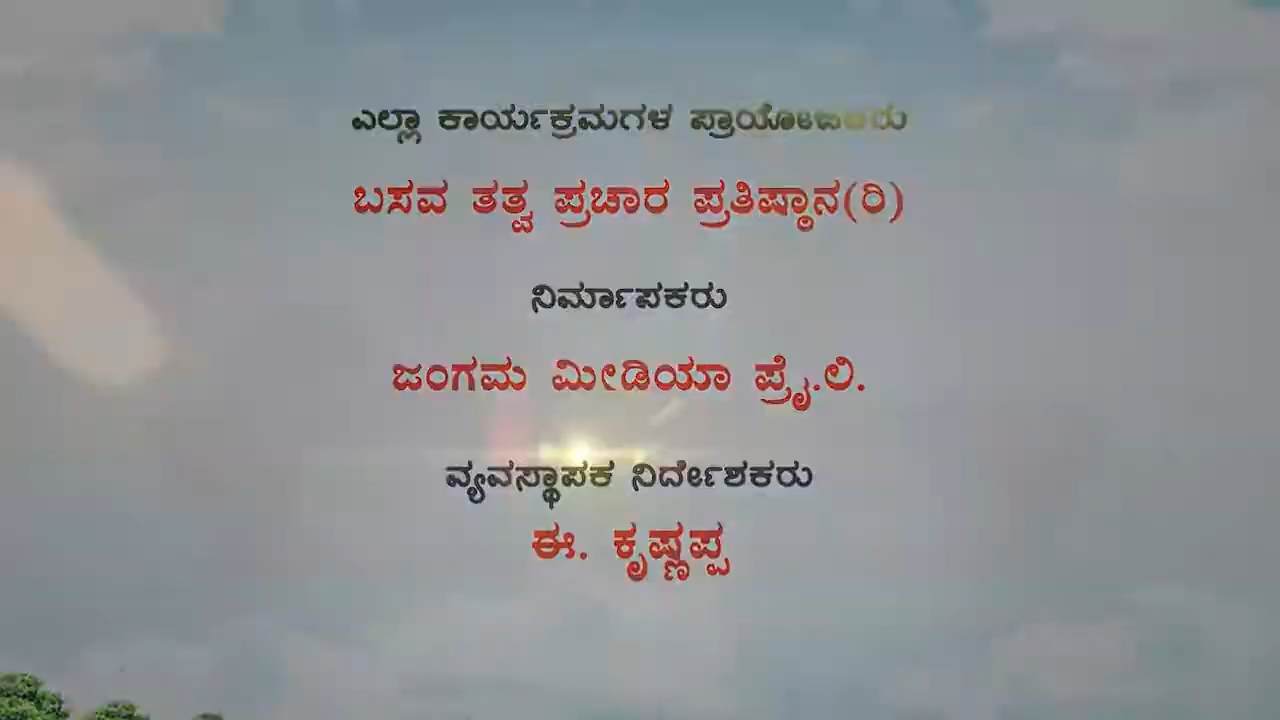 ಎಲ್ಲಾ ಕಾರ್ಯಕ್ರಮಗಳ ಪ್ರಾಯೋಜಕರು
ಬಸವ ತತ್ವ ಪ್ರಚಾರ ಪ್ರತಿಷ್ಠಾನ(ರಿ)
ನಿರ್ಮಾಪಕರು
ಜಂಗಮ ಮೀಡಿಯಾ ಪ್ರೈ.ಲಿ.
ವ್ಯವಸ್ಥಾಪಕ ನಿರ್ದೇಶಕರು
ಈ. ಕೃಷ್ಣಪ್ಪ